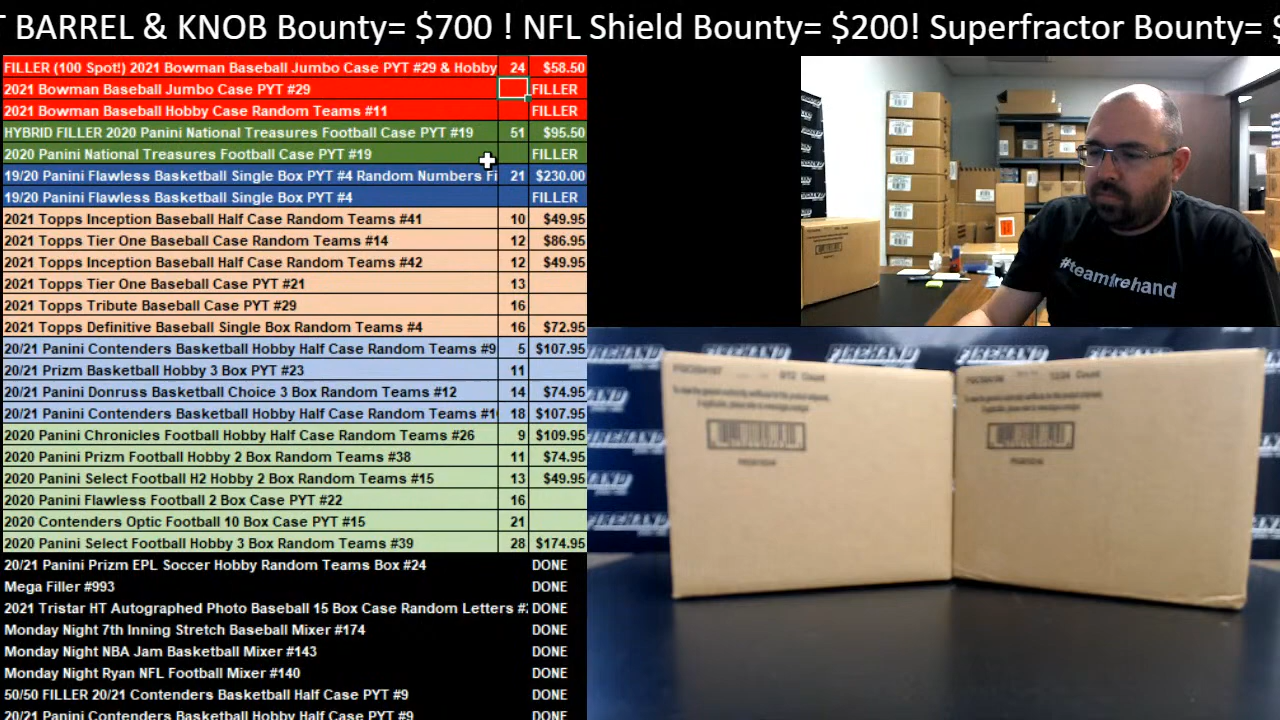 T BARREL & KNOB Bounty= $700 ! NFL Shield Bounty= $200! Superfractor Bounty= $
FILLER (100 Spot!) 2021 Bowman Baseball Jumbo Case PYT #29 & Hobby 24 $58.50
2021 Bowman Baseball Jumbo Case PYT #29 FILLER
2021 Bowman Baseball Hobby Case Random Teams #11 FILLER
HYBRID FILLER 2020 Panini National Treasures Football Case PYT #19 51 $95.50
2020 Panini National Treasures Football Case PYT #19 FILLER
19/20 Panini Flawless Basketball Single Box PYT #4 Random Numbers Fi 21 $230.00
19/20 Panini Flawless Basketball Single Box PYT #4 FILLER
2021 Topps Inception Baseball Half Case Random Teams #41 10 $49.95
2021 Topps Tier One Baseball Case Random Teams #14 12 $86.95
2021 Topps Inception Baseball Half Case Random Teams #42 12 $49.95
2021 Topps Tier One Baseball Case PYT #21 13
2021 Topps Tribute Baseball Case PYT #29 16
2021 Topps Definitive Baseball Single Box Random Teams #4 16 $72.95
20/21 Panini Contenders Basketball Hobby Half Case Random Teams #9 5 $107.95
20/21 Prizm Basketball Hobby 3 Box PYT #23 11
20/21 Panini Donruss Basketball Choice 3 Box Random Teams #12 14 $74.95
20/21 Panini Contenders Basketball Hobby Half Case Random Teams #1 18 $107.95
2020 Panini Chronicles Football Hobby Half Case Random Teams #26 9 $109.95
2020 Panini Prizm Football Hobby 2 Box Random Teams #38 11 $74.95
2020 Panini Select Football H2 Hobby 2 Box Random Teams #15 13 $49.95
2020 Panini Flawless Football 2 Box Case PYT #22 16
2020 Contenders Optic Football 10 Box Case PYT #15 21
2020 Panini Select Football Hobby 3 Box Random Teams #39 28 $174.95
20/21 Panini Prizm EPL Soccer Hobby Random Teams Box #24 DONE
Mega Filler #993 DONE
2021 Tristar HT Autographed Photo Baseball 15 Box Case Random Letters #: DONE
Monday Night 7th Inning Stretch Baseball Mixer #174 DONE
Monday Night NBA Jam Basketball Mixer #143 DONE
Monday Night Ryan NFL Football Mixer #140 DONE
50/50 FILLER 20/21 Contenders Basketball Half Case PYT #9 DONE
20/21 Panini Contenders Basketball Hobby Half Case PYT #9 DONE
#teamfirehand
FIREHAND